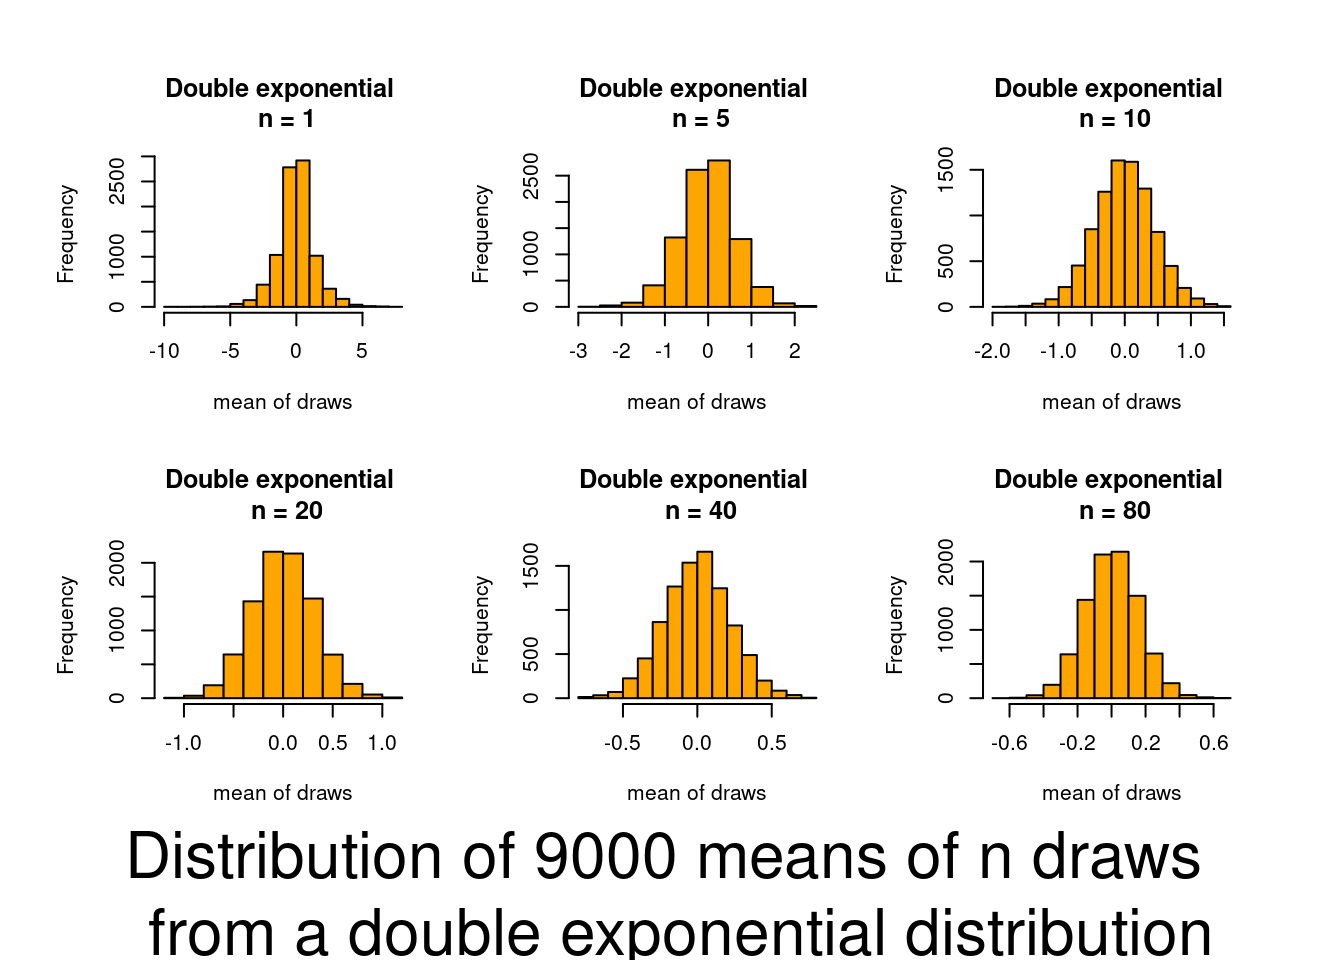 Double exponential
n = 1
Frequency
0 1000 2500
-10 -5 0 5
mean of draws
Double exponential
n = 5
Frequency
0 1000 2500
-3 -2 -1 0 1 2
mean of draws
Double exponential
n = 10
Frequency
0 500 1500
-2.0 -1.0 0.0 1.0
mean of draws
Double exponential
n = 20
Frequency
0 1000 2000
-1.0 0.0 0.5 1.0
mean of draws
Double exponential
n = 40
Frequency
0 500 1500
-0.5 0.0 0.5
mean of draws
Double exponential
n = 80
Frequency
0 1000 2000
-0.6 -0.2 0.2 0.6
mean of draws
Distribution of 9000 means of n draws
from a double exponential distribution